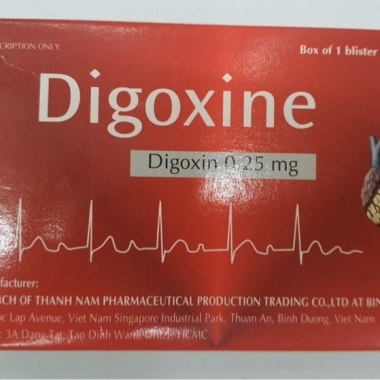 SCRIPTION ONLY
Box of 1 blister
Digoxine
Digoxin 0.25 mg
facturer:
CH OF THANH NAM PHARMACEUTICAL PRODUCTION TRADING CO.,LTD AT BIN
c Lap Avenue, Viet Nam Singapore Industrial Park, Thuan An, Binh Duong, Viet Nam
3A Dang Tat, Tan Dinh Ward, HCMC